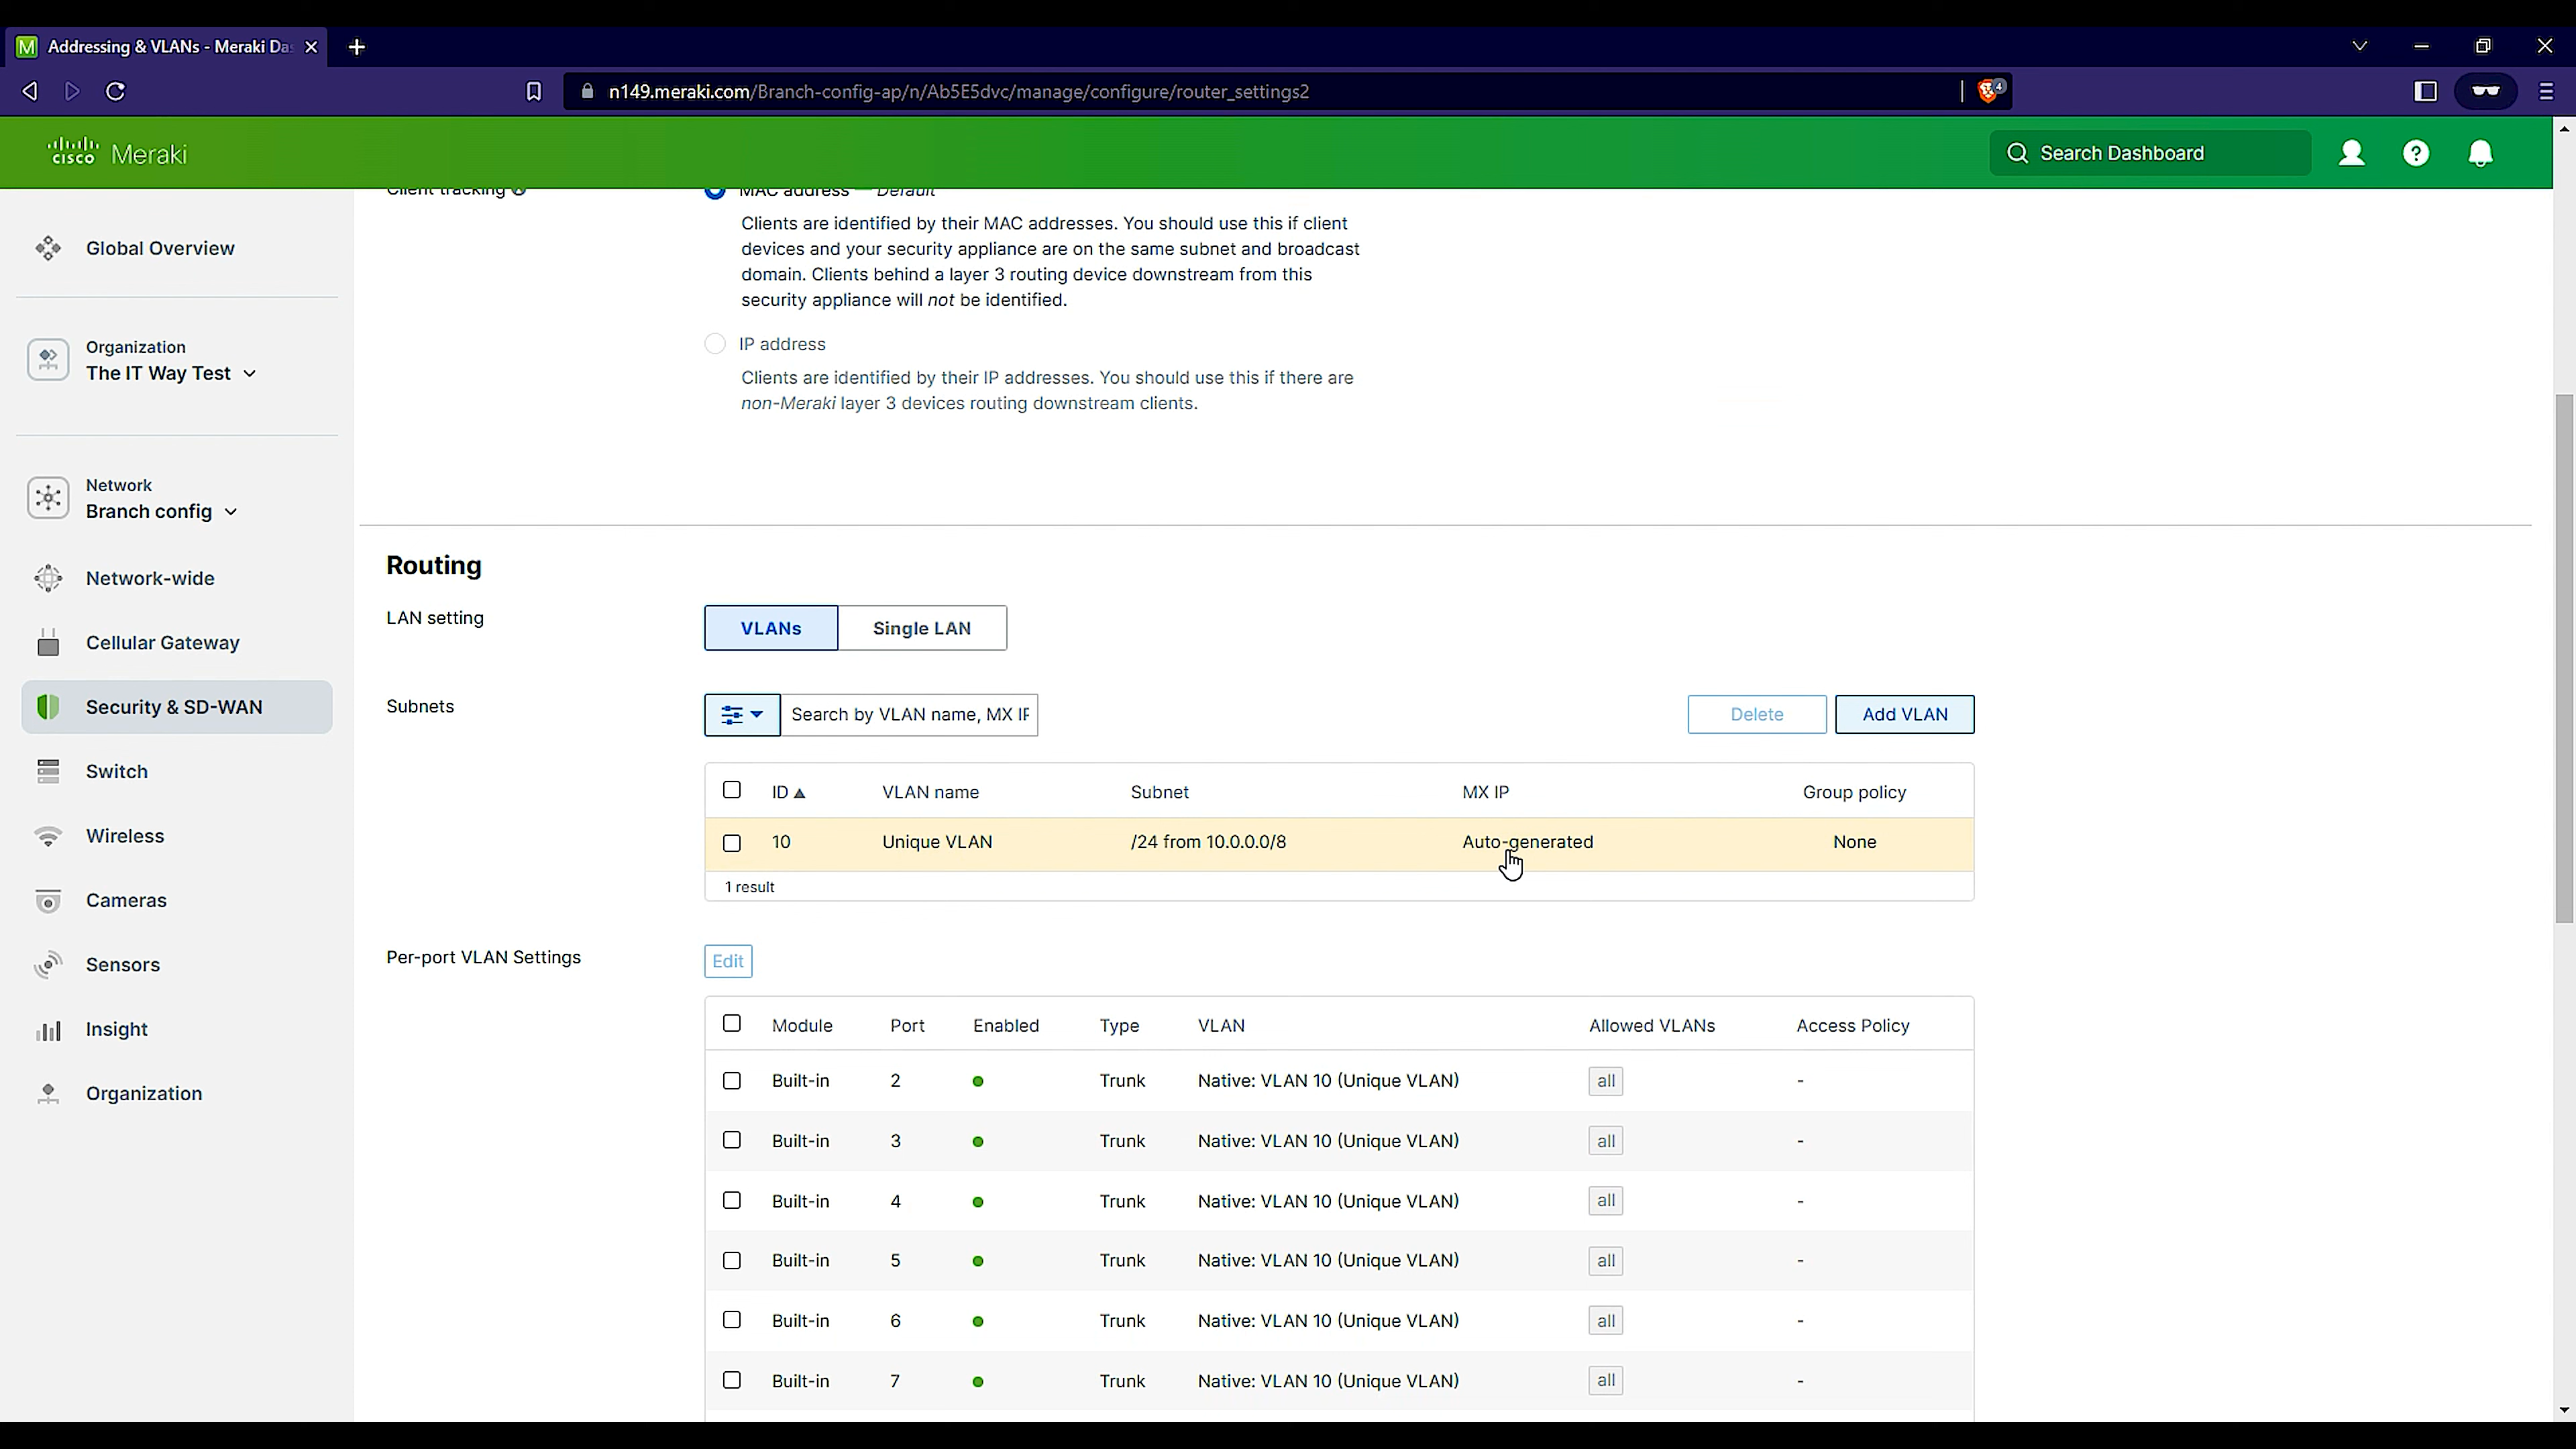 Addressing & VLANs - Meraki Da
n149.meraki.com/Branch-config-ap/n/Ab5E5dvc/manage/configure/router_settings2
4
cisco Meraki
Search Dashboard
Global Overview
Organization
The IT Way Test
Network
Branch config
Network-wide
Cellular Gateway
Security & SD-WAN
Switch
Wireless
Cameras
Sensors
Insight
Organization
Client tracking
MAC address — Default
Clients are identified by their MAC addresses. You should use this if client
devices and your security appliance are on the same subnet and broadcast
domain. Clients behind a layer 3 routing device downstream from this
security appliance will not be identified.
IP address
Clients are identified by their IP addresses. You should use this if there are
non-Meraki layer 3 devices routing downstream clients.
Routing
LAN setting
VLANs Single LAN
Subnets
Search by VLAN name, MX IF
Delete Add VLAN
ID VLAN name Subnet MX IP Group policy
10 Unique VLAN /24 from 10.0.0.0/8 Auto-generated None
1 result
Per-port VLAN Settings
Edit
Module Port Enabled Type VLAN Allowed VLANs Access Policy
Built-in 2 Trunk Native: VLAN 10 (Unique VLAN) all -
Built-in 3 Trunk Native: VLAN 10 (Unique VLAN) all -
Built-in 4 Trunk Native: VLAN 10 (Unique VLAN) all -
Built-in 5 Trunk Native: VLAN 10 (Unique VLAN) all -
Built-in 6 Trunk Native: VLAN 10 (Unique VLAN) all -
Built-in 7 Trunk Native: VLAN 10 (Unique VLAN) all -